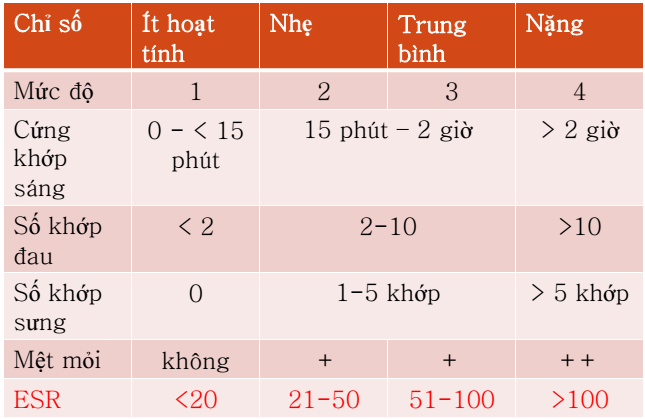 Chỉ số Ít hoạt tính Nhẹ Trung bình Nặng
Mức độ 1 2 3 4
Cứng khớp sáng 0 - < 15 phút 15 phút – 2 giờ > 2 giờ
Số khớp đau < 2 2-10 >10
Số khớp sưng 0 1-5 khớp > 5 khớp
Mệt mỏi không + + ++
ESR <20 21-50 51-100 >100